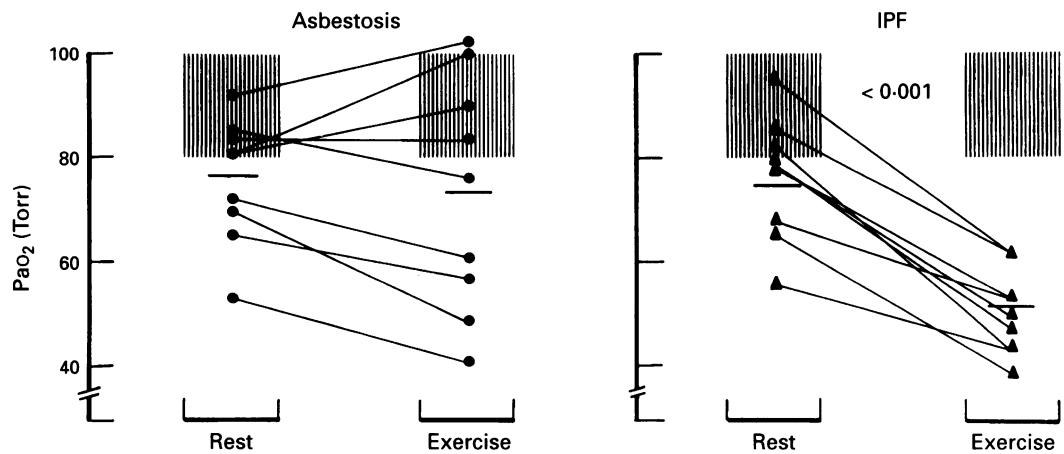 Asbestosis
IPF
100
80
60
40
Pao₂ (Torr)
< 0·001
Rest
Exercise
Rest
Exercise